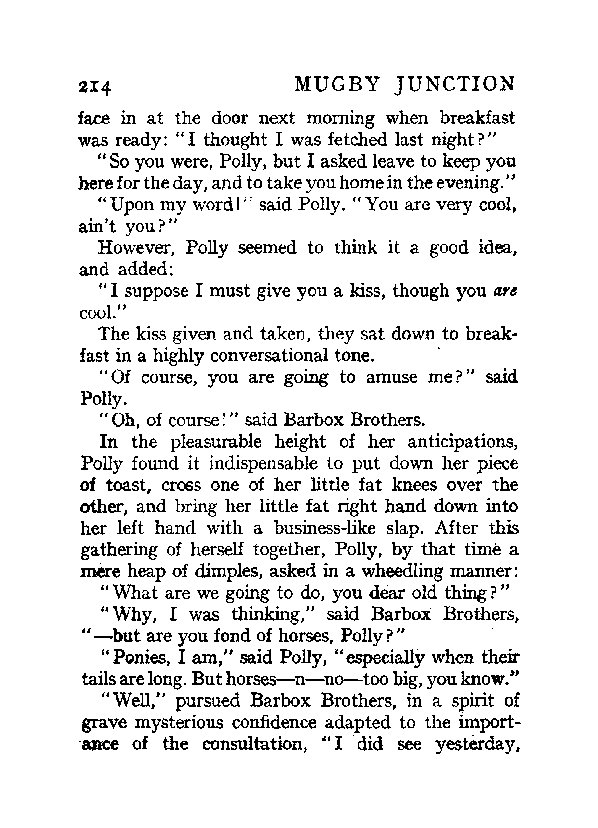 214 MUGBY JUNCTION
face in at the door next morning when breakfast
was ready: "I thought I was fetched last night?"
"So you were, Polly, but I asked leave to keep you
here for the day, and to take you home in the evening."
"Upon my word!" said Polly. "You are very cool,
ain't you?"
However, Polly seemed to think it a good idea,
and added:
"I suppose I must give you a kiss, though you are
cool."
The kiss given and taken, they sat down to break-
fast in a highly conversational tone.
"Of course, you are going to amuse me?" said
Polly.
"Oh, of course!" said Barbox Brothers.
In the pleasurable height of her anticipations,
Polly found it indispensable to put down her piece
of toast, cross one of her little fat knees over the
other, and bring her little fat right hand down into
her left hand with a business-like slap. After this
gathering of herself together, Polly, by that time a
mere heap of dimples, asked in a wheedling manner:
"What are we going to do, you dear old thing?"
"Why, I was thinking," said Barbox Brothers,
"—but are you fond of horses, Polly?"
"Ponies, I am," said Polly, "especially when their
tails are long. But horses—n—no—too big, you know."
"Well," pursued Barbox Brothers, in a spirit of
grave mysterious confidence adapted to the import-
ance of the consultation, "I did see yesterday,